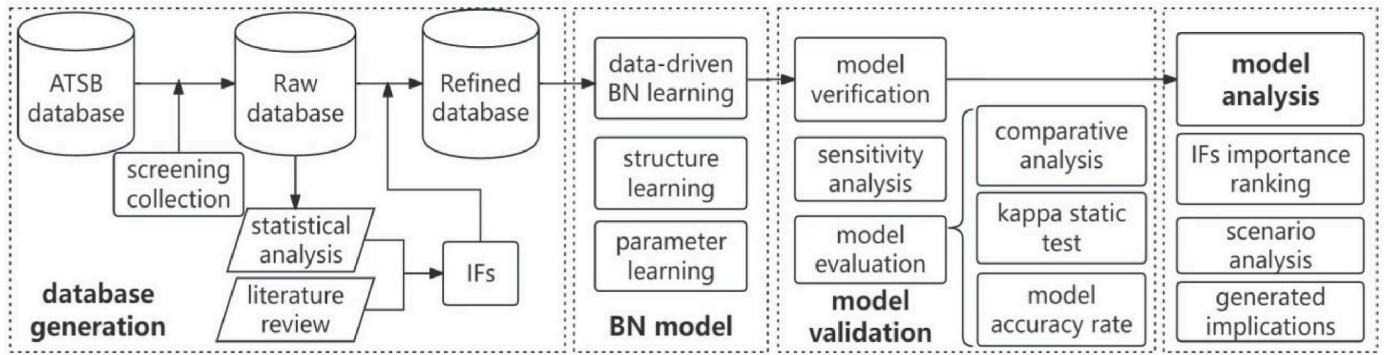 ATSB
database
Raw
database
Refined
database
screening
collection
statistical
analysis
literature
review
IFs
database
generation
data-driven
BN learning
structure
learning
parameter
learning
BN model
model
verification
sensitivity
analysis
model
evaluation
comparative
analysis
kappa static
test
model
accuracy rate
model
validation
model
analysis
IFs importance
ranking
scenario
analysis
generated
implications